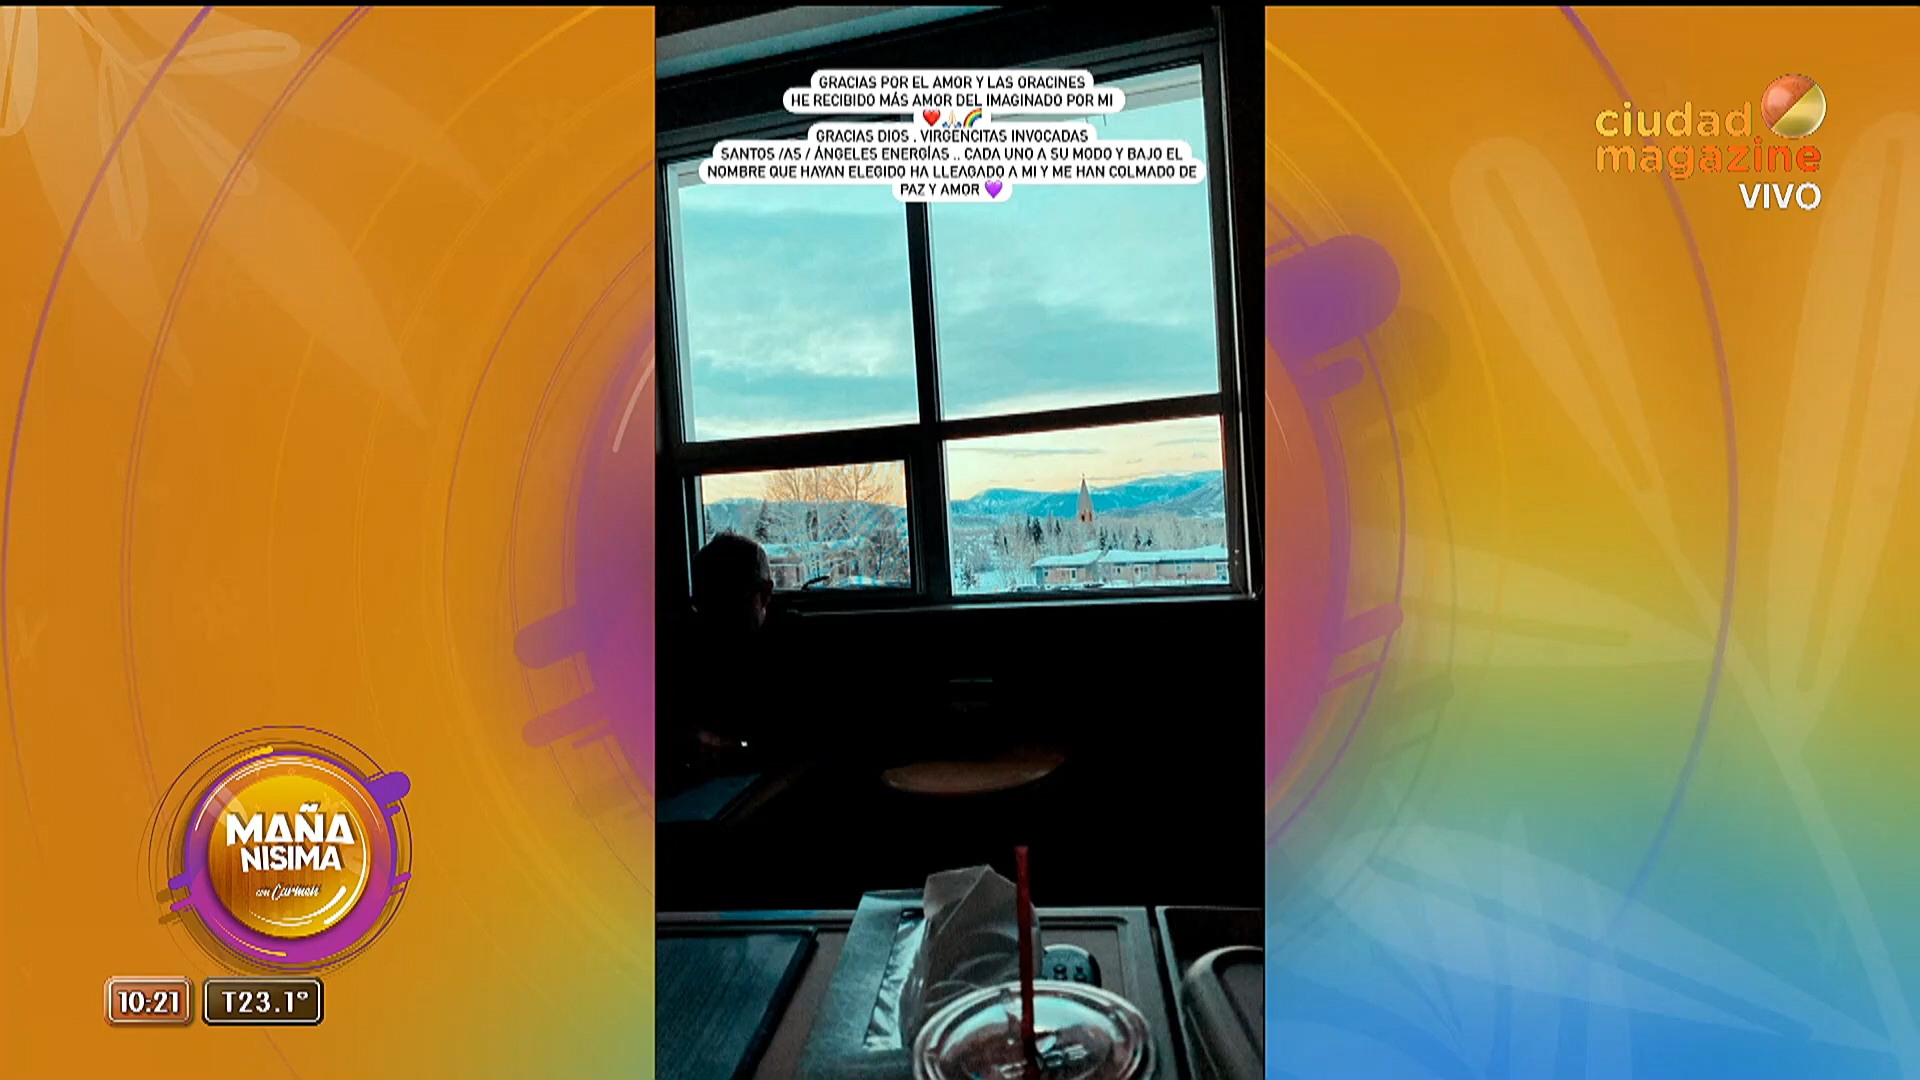 GRACIAS POR EL AMOR Y LAS ORACINES
HE RECIBIDO MÁS AMOR DEL IMAGINADO POR MI
❤️🙏🏻🌈
GRACIAS DIOS . VIRGENCITAS INVOCADAS
SANTOS /AS / ÁNGELES ENERGÍAS .. CADA UNO A SU MODO Y BAJO EL
NOMBRE QUE HAYAN ELEGIDO HA LLEAGADO A MI Y ME HAN COLMADO DE
PAZ Y AMOR 💜
ciudad
magazine
VIVO
MAÑA
NISIMA
con Carmen
10:21
T23.1°